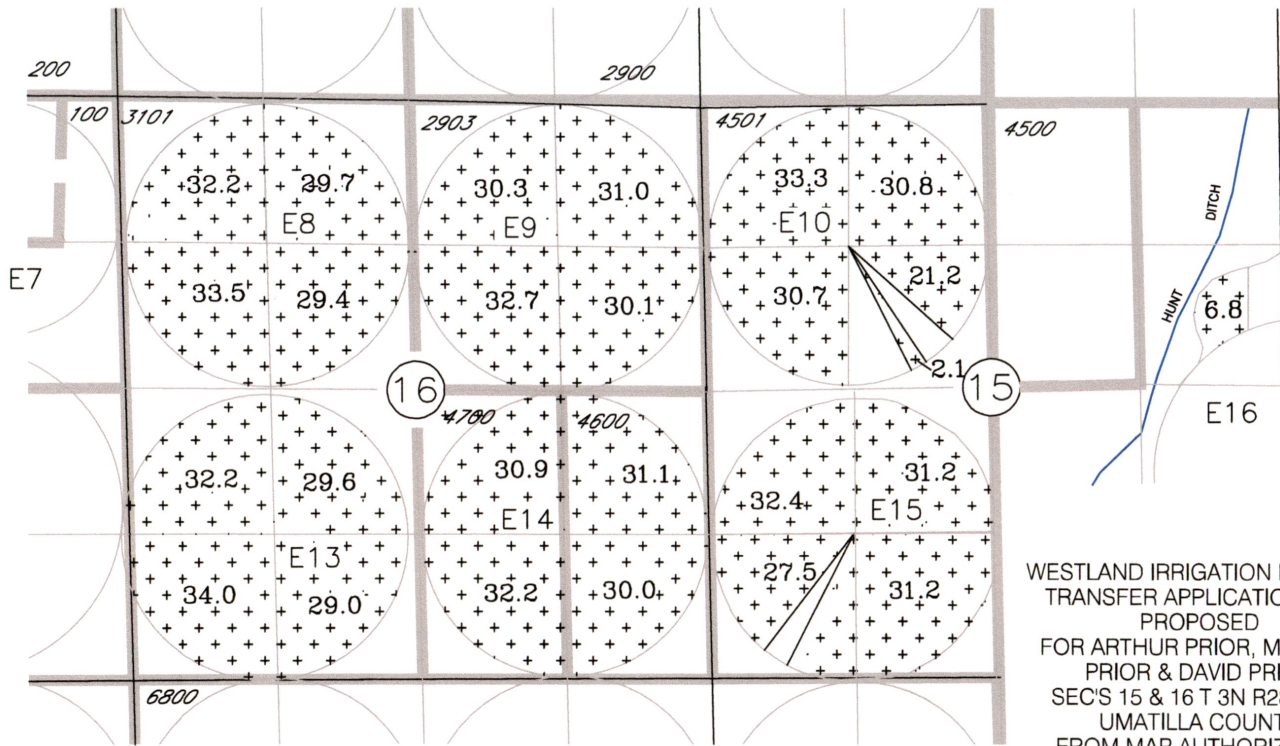 200
2900
100 3101
2903
4501
4500
32.2 29.7
30.3 31.0
33.3 30.8
E8
E9
E10
DITCH
E7
33.5 29.4
32.7 30.1
30.7 21.2
HUNT
6.8
2.1
16
15
4700 4600
E16
32.2 29.6
30.9 31.1
32.4 31.2
E13
E14
E15
34.0 29.0
32.2 30.0
27.5 31.2
6800
WESTLAND IRRIGATION
TRANSFER APPLICATIO
PROPOSED
FOR ARTHUR PRIOR, M
PRIOR & DAVID PRI
SEC'S 15 & 16 T 3N R2
UMATILLA COUNT
FROM MAP AUTHORIZ